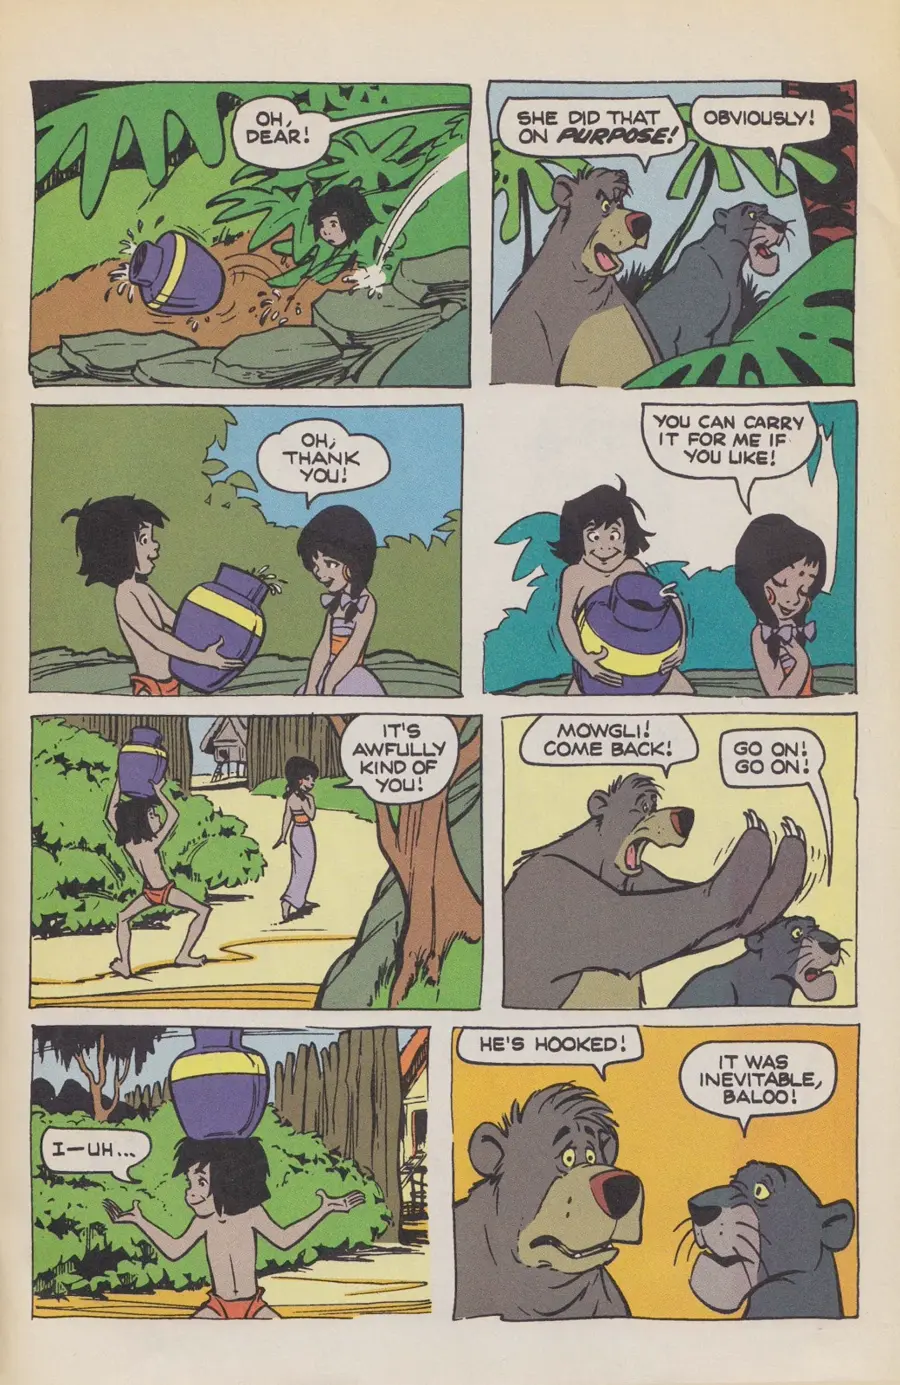 OH,
DEAR!
SHE DID THAT
ON PURPOSE!
OBVIOUSLY!
OH,
THANK
YOU!
YOU CAN CARRY
IT FOR ME IF
YOU LIKE!
IT'S
AWFULLY
KIND OF
YOU!
MOWGLI!
COME BACK!
GO ON!
GO ON!
I—UH...
HE'S HOOKED!
IT WAS
INEVITABLE,
BALOO!